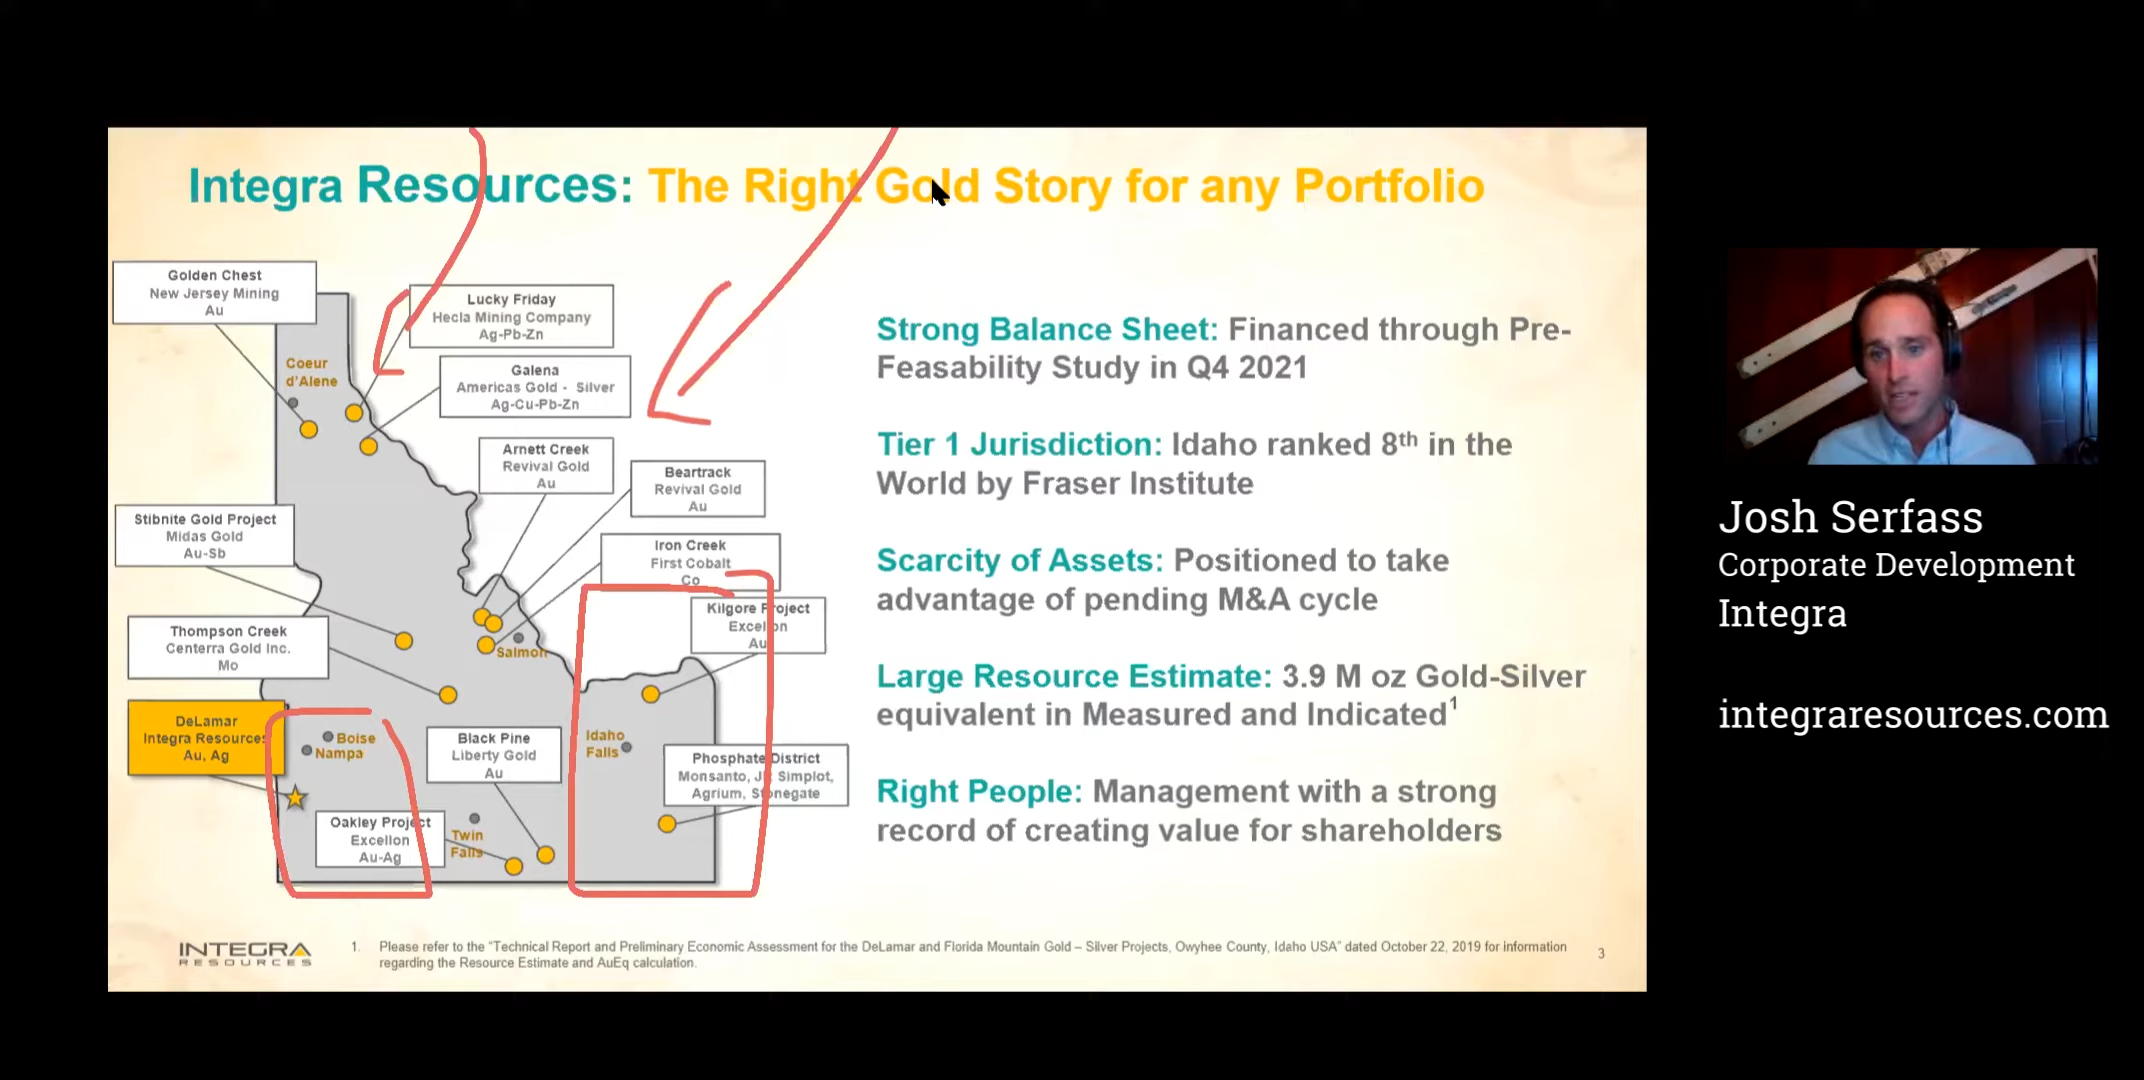 Integra Resources: The Right Gold Story for any Portfolio
Golden Chest
New Jersey Mining
Au
Lucky Friday
Hecla Mining Company
Ag-Pb-Zn
Coeur
d'Alene
Galena
Americas Gold - Silver
Ag-Cu-Pb-Zn
Arnett Creek
Revival Gold
Au
Beartrack
Revival Gold
Au
Stibnite Gold Project
Midas Gold
Au-Sb
Iron Creek
First Cobalt
Co
Kilgore Project
Excellon
Au
Thompson Creek
Centerra Gold Inc.
Mo
Salmon
DeLamar
Integra Resources
Au, Ag
Boise
Nampa
Black Pine
Liberty Gold
Au
Idaho
Falls
Phosphate District
Monsanto, JR Simplot,
Agrium, Stonegate
Oakley Project
Excellon
Au-Ag
Twin
Falls
Strong Balance Sheet: Financed through Pre-
Feasability Study in Q4 2021
Tier 1 Jurisdiction: Idaho ranked 8th in the
World by Fraser Institute
Scarcity of Assets: Positioned to take
advantage of pending M&A cycle
Large Resource Estimate: 3.9 M oz Gold-Silver
equivalent in Measured and Indicated1
Right People: Management with a strong
record of creating value for shareholders
INTEGRA
RESOURCES
1. Please refer to the "Technical Report and Preliminary Economic Assessment for the DeLamar and Florida Mountain Gold – Silver Projects, Owyhee County, Idaho USA" dated October 22, 2019 for information
regarding the Resource Estimate and AuEq calculation.
3
Josh Serfass
Corporate Development
Integra
integraresources.com